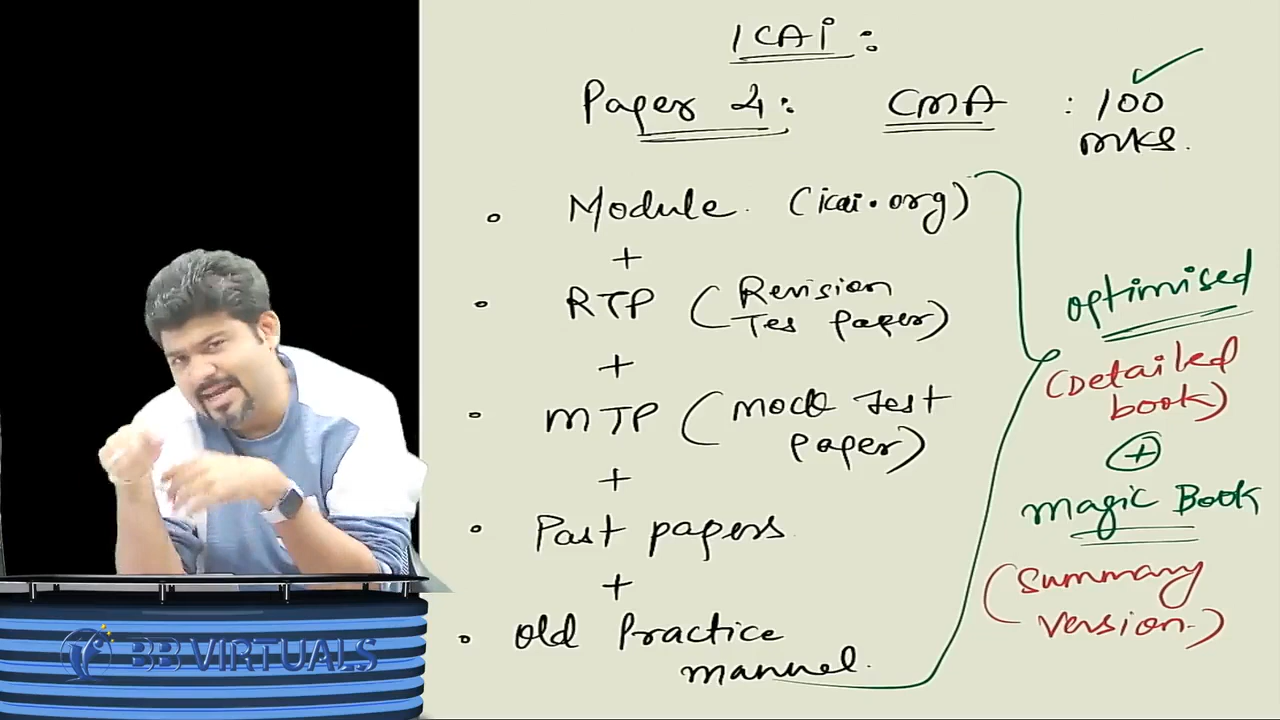 ICAI :
Paper 4: CMA : 100
mks.
• Module. (icai.org)
+
• RTP (Revision
Tes paper)
+
• MTP (mock test
paper)
+
• Past papers.
+
• Old Practice
manuel.
optimised
(Detailed
book)
+
magic Book
(Summary
version.)
BB VIRTUALS